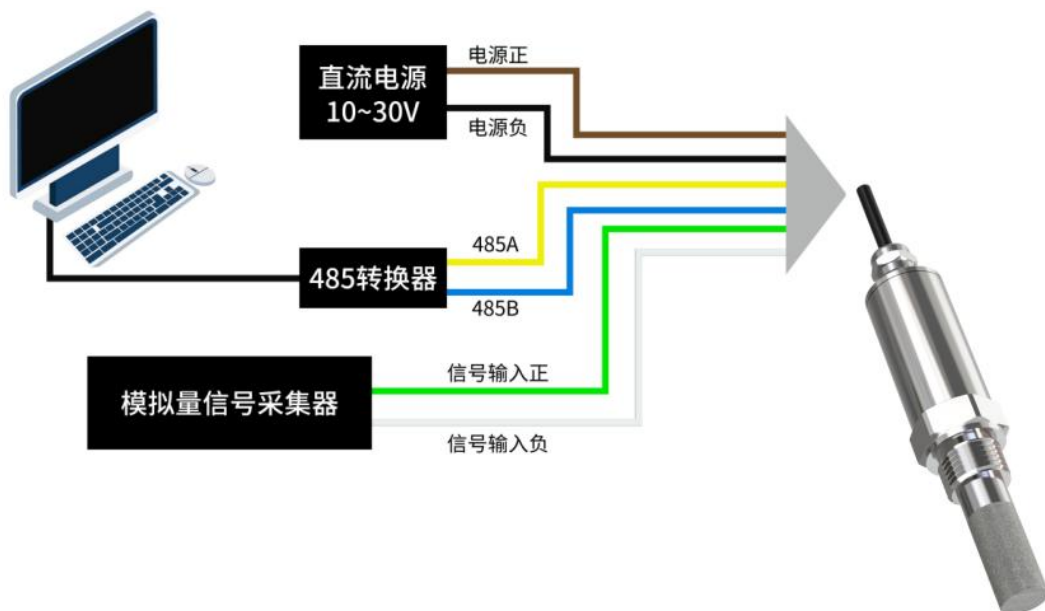 电源正
直流电源
10~30V
电源负
485A
485转换器
485B
信号输入正
模拟量信号采集器
信号输入负